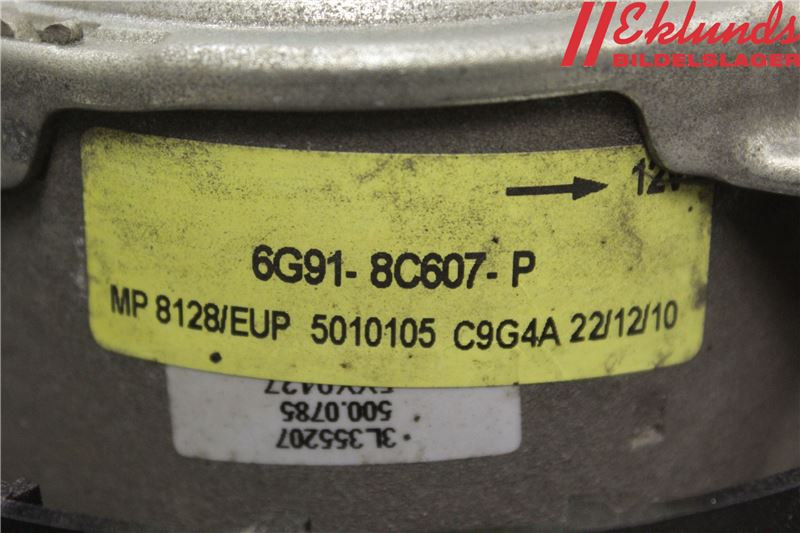 Eklunds
BILDELSLAGER
12V
6G91- 8C607- P
MP 8128/EUP 5010105 C9G4A 22/12/10
3L355207
500.0785